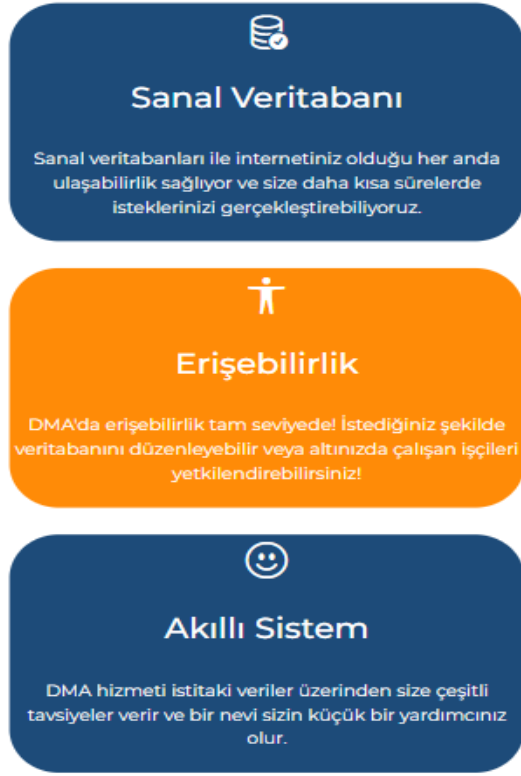 Sanal Veritabanı
Sanal veritabanları ile internetiniz olduğu her anda
ulaşabilirlik sağlıyor ve size daha kısa sürelerde
isteklerinizi gerçekleştirebiliyoruz.
Erişebilirlik
DMA'da erişebilirlik tam seviyede! İstediğiniz şekilde
veritabanını düzenleyebilir veya altınızda çalışan işçileri
yetkilendirebilirsiniz!
Akıllı Sistem
DMA hizmeti istitaki veriler üzerinden size çeşitli
tavsiyeler verir ve bir nevi sizin küçük bir yardımcınız
olur.